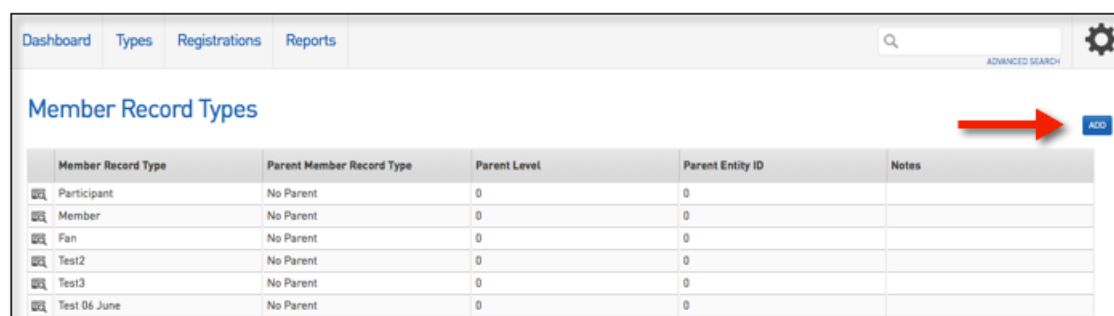 Dashboard Types Registrations Reports
ADVANCED SEARCH
Member Record Types
ADD
Member Record Type Parent Member Record Type Parent Level Parent Entity ID Notes
Participant No Parent 0 0
Member No Parent 0 0
Fan No Parent 0 0
Test2 No Parent 0 0
Test3 No Parent 0 0
Test 06 June No Parent 0 0